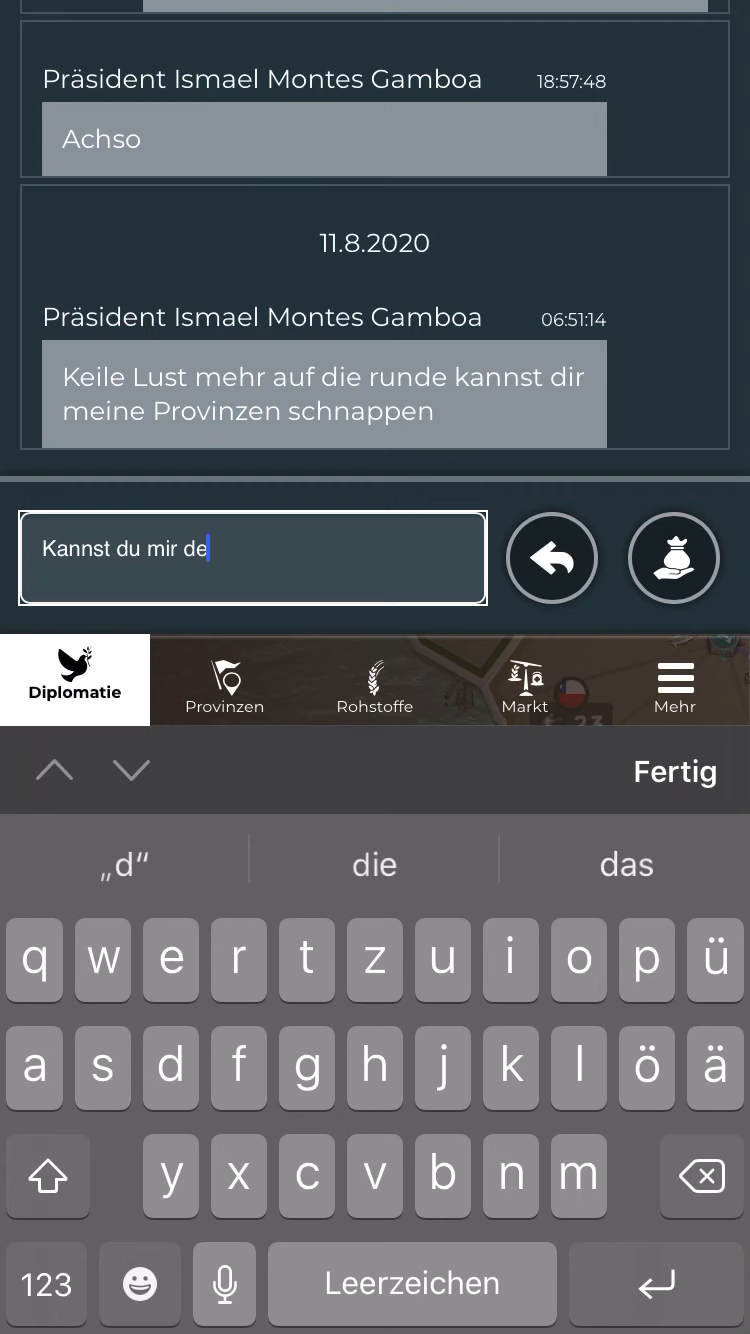 Präsident Ismael Montes Gamboa 18:57:48
Achso
11.8.2020
Präsident Ismael Montes Gamboa 06:51:14
Keile Lust mehr auf die runde kannst dir
meine Provinzen schnappen
Kannst du mir de
Diplomatie Provinzen Rohstoffe Markt Mehr
23
Fertig
„d“ die das
q w e r t z u i o p ü
a s d f g h j k l ö ä
y x c v b n m
123 Leerzeichen